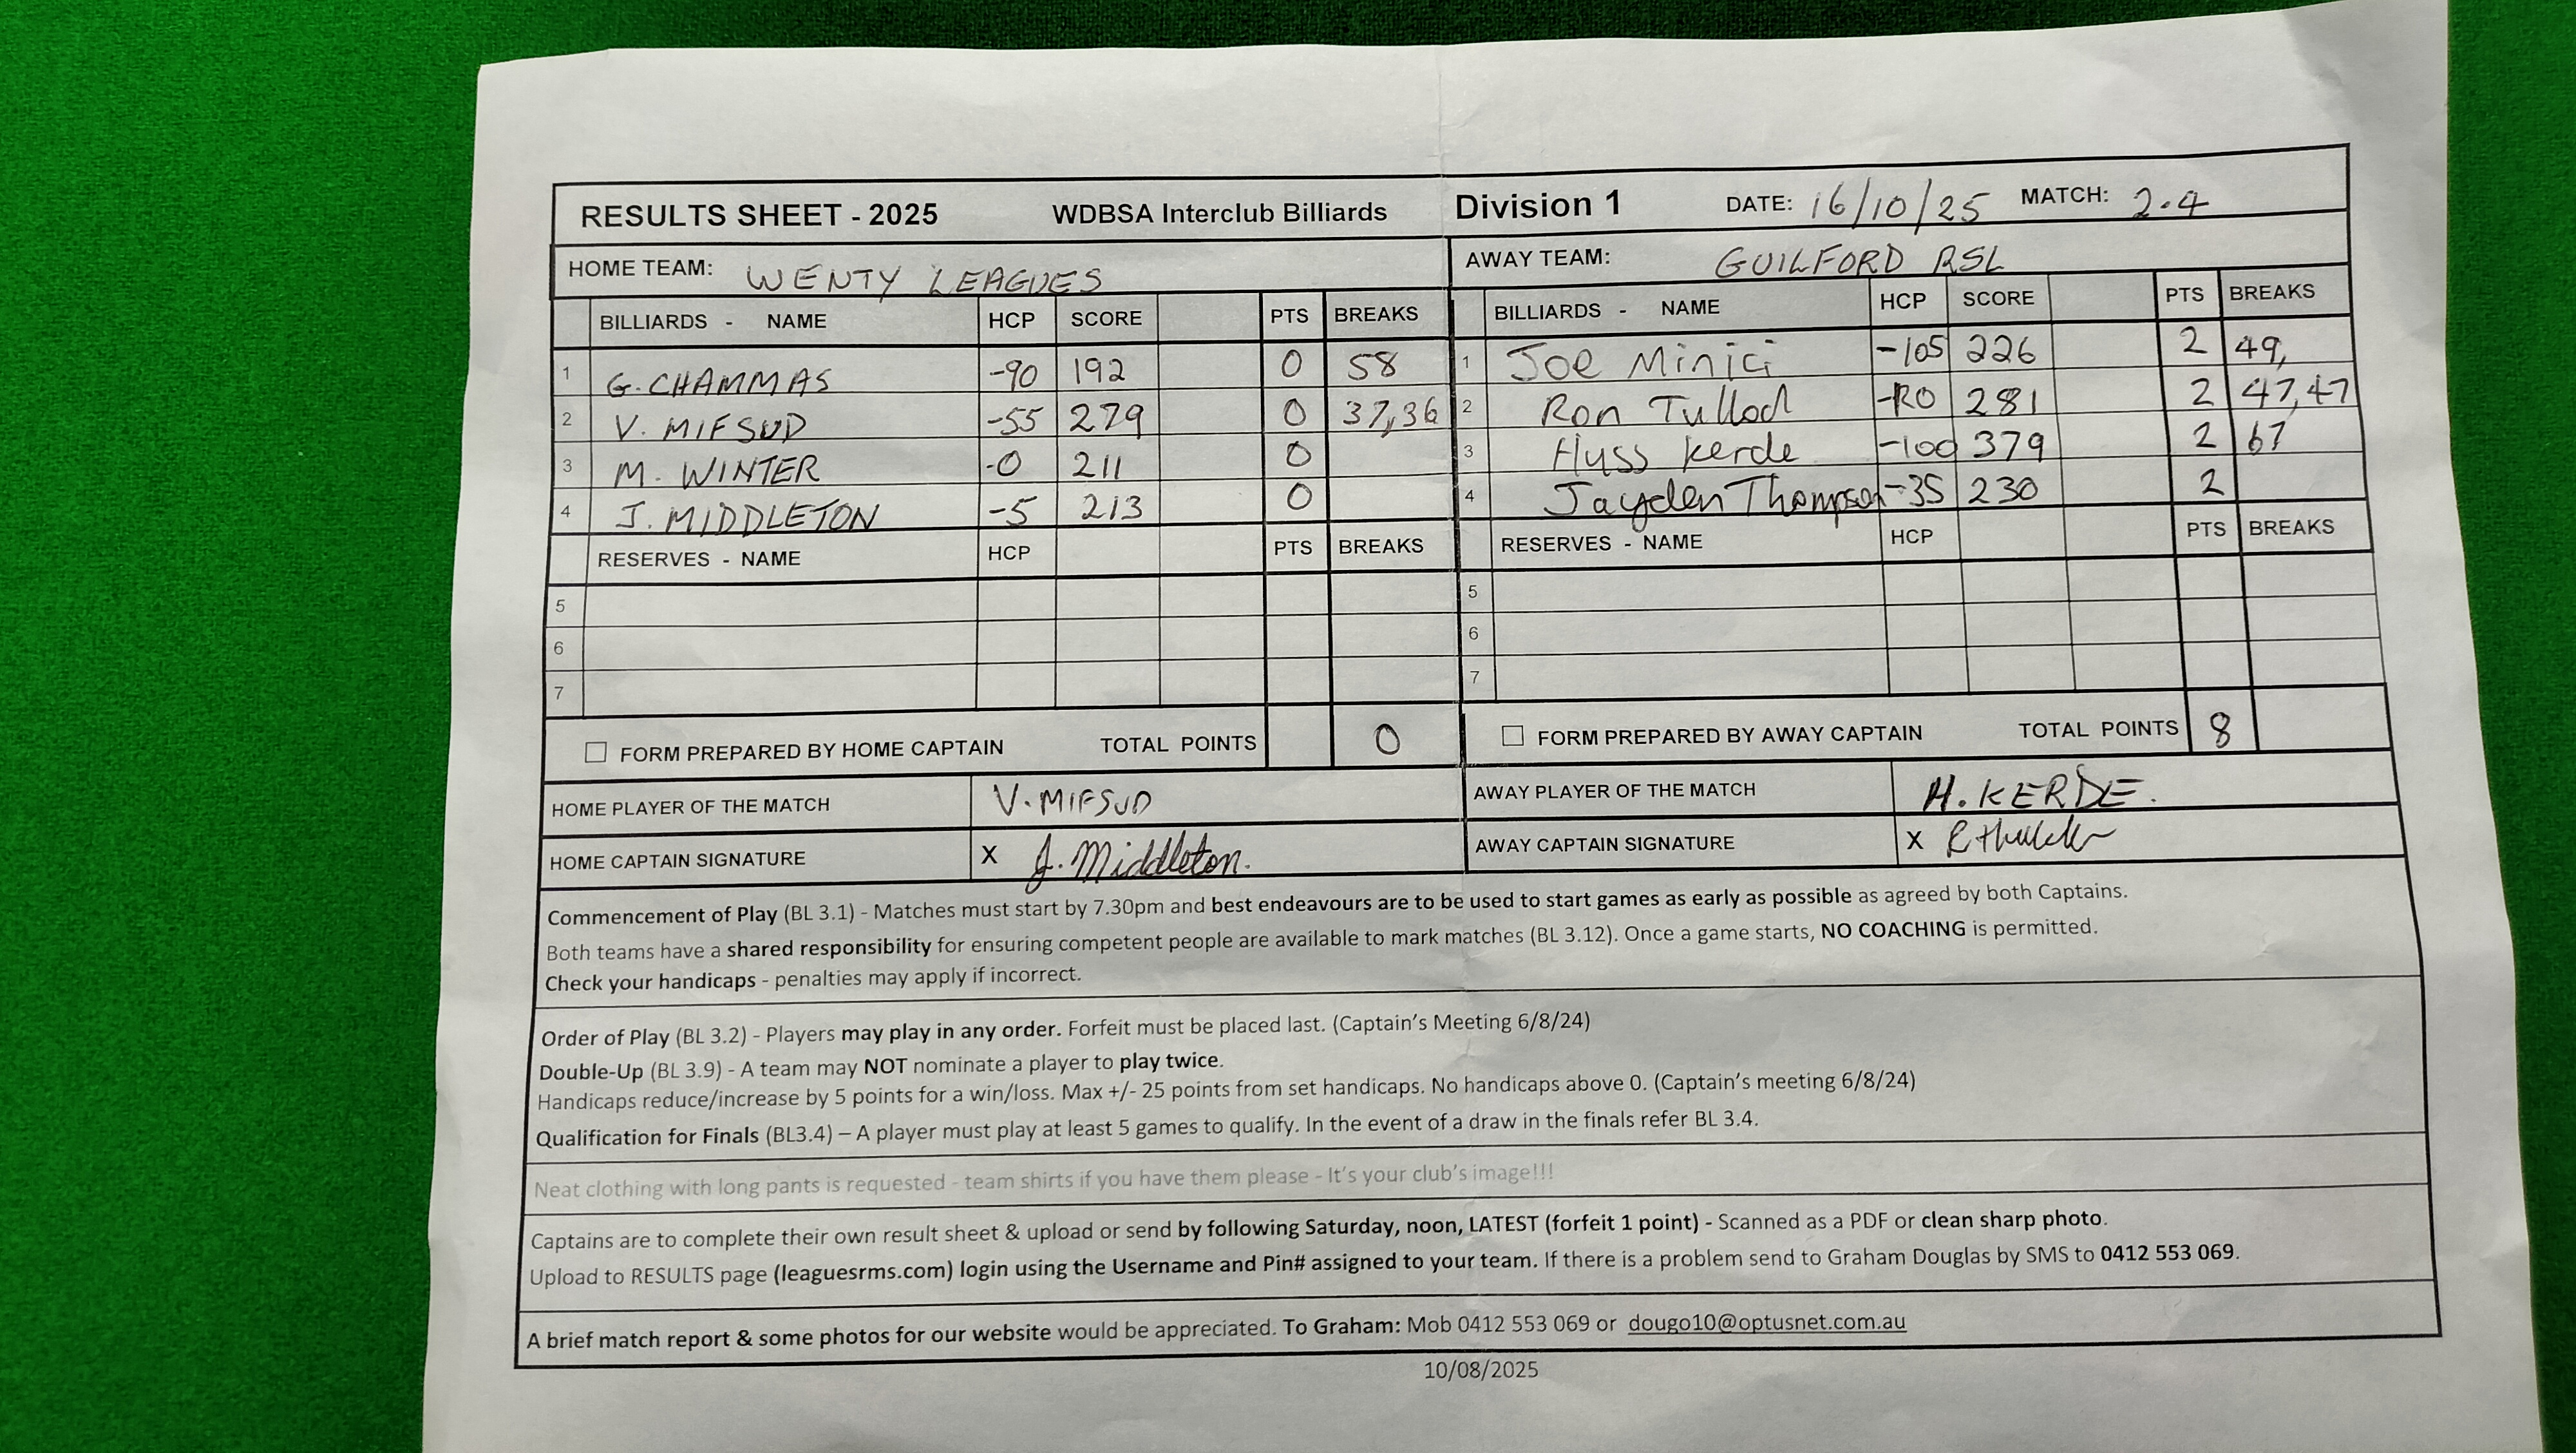 RESULTS SHEET - 2025 WDBSA Interclub Billiards Division 1 DATE: 16/10/25 MATCH: 2.4
HOME TEAM: WENTY LEAGUES AWAY TEAM: GUILFORD RSL
BILLIARDS - NAME HCP SCORE PTS BREAKS BILLIARDS - NAME HCP SCORE PTS BREAKS
1 G. CHAMMAS -90 192 0 58 1 Joe Minici -105 226 2 49,
2 V. MIFSUD -55 279 0 37,36 2 Ron Tulloch 281 2 47,47
3 M. WINTER -0 211 0 3 Huss Kerde -100 379 2 67
4 J. MIDDLETON -5 213 0 4 Jayden Thompson -35 230 2
RESERVES - NAME HCP PTS BREAKS RESERVES - NAME HCP PTS BREAKS
5 5
6 6
7 7
☐ FORM PREPARED BY HOME CAPTAIN TOTAL POINTS 0 ☐ FORM PREPARED BY AWAY CAPTAIN TOTAL POINTS 8
HOME PLAYER OF THE MATCH V. MIFSUD AWAY PLAYER OF THE MATCH H. KERDE.
HOME CAPTAIN SIGNATURE X J. Middleton. AWAY CAPTAIN SIGNATURE X
Commencement of Play (BL 3.1) - Matches must start by 7.30pm and best endeavours are to be used to start games as early as possible as agreed by both Captains.
Both teams have a shared responsibility for ensuring competent people are available to mark matches (BL 3.12). Once a game starts, NO COACHING is permitted.
Check your handicaps - penalties may apply if incorrect.
Order of Play (BL 3.2) - Players may play in any order. Forfeit must be placed last. (Captain's Meeting 6/8/24)
Double-Up (BL 3.9) - A team may NOT nominate a player to play twice.
Handicaps reduce/increase by 5 points for a win/loss. Max +/- 25 points from set handicaps. No handicaps above 0. (Captain's meeting 6/8/24)
Qualification for Finals (BL3.4) – A player must play at least 5 games to qualify. In the event of a draw in the finals refer BL 3.4.
Neat clothing with long pants is requested - team shirts if you have them please - It's your club's image!!!
Captains are to complete their own result sheet & upload or send by following Saturday, noon, LATEST (forfeit 1 point) - Scanned as a PDF or clean sharp photo.
Upload to RESULTS page (leaguesrms.com) login using the Username and Pin# assigned to your team. If there is a problem send to Graham Douglas by SMS to 0412 553 069.
A brief match report & some photos for our website would be appreciated. To Graham: Mob 0412 553 069 or dougo10@optusnet.com.au
10/08/2025